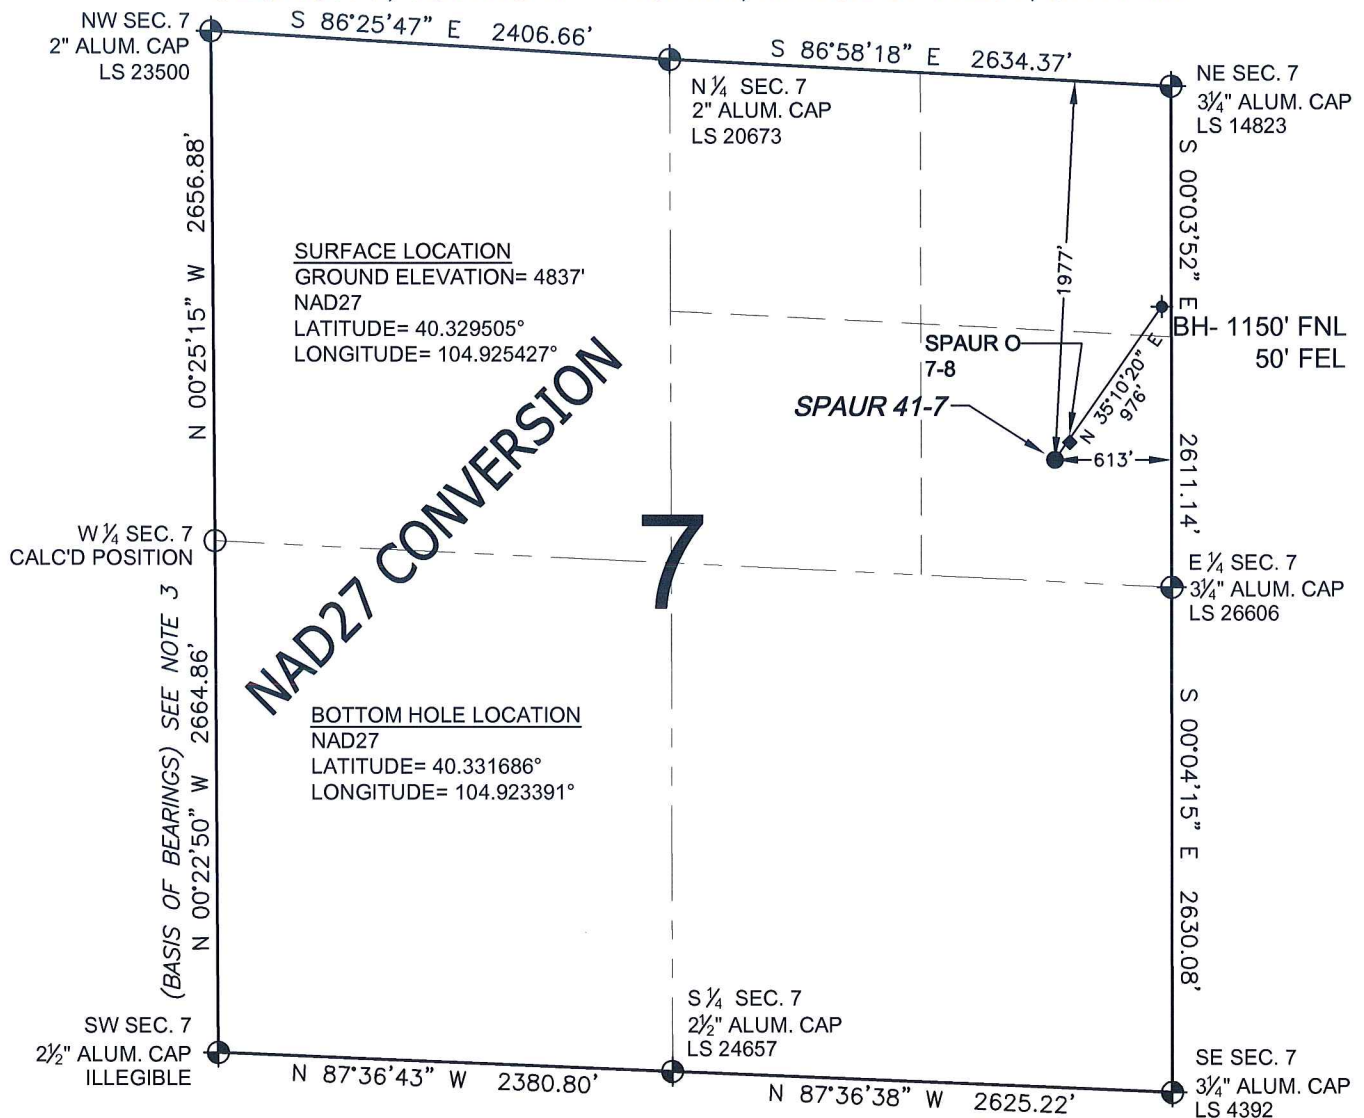 NW SEC. 7
2" ALUM. CAP
LS 23500
S 86°25'47" E 2406.66'
S 86°58'18" E 2634.37'
N ¼ SEC. 7
2" ALUM. CAP
LS 20673
NE SEC. 7
3¼" ALUM. CAP
LS 14823
N 00°25'15" W 2656.88'
S 00°03'52" E 2611.14'
SURFACE LOCATION
GROUND ELEVATION= 4837'
NAD27
LATITUDE= 40.329505°
LONGITUDE= 104.925427°
1977'
BH- 1150' FNL
50' FEL
SPAUR O
7-8
SPAUR 41-7
N 35°10'20" E
976'
613'
NAD27 CONVERSION
7
W ¼ SEC. 7
CALC'D POSITION
E ¼ SEC. 7
3¼" ALUM. CAP
LS 26606
(BASIS OF BEARINGS) SEE NOTE 3
N 00°22'50" W 2664.86'
BOTTOM HOLE LOCATION
NAD27
LATITUDE= 40.331686°
LONGITUDE= 104.923391°
S 00°04'15" E 2630.08'
SW SEC. 7
2½" ALUM. CAP
ILLEGIBLE
N 87°36'43" W 2380.80'
S ¼ SEC. 7
2½" ALUM. CAP
LS 24657
N 87°36'38" W 2625.22'
SE SEC. 7
3¼" ALUM. CAP
LS 4392